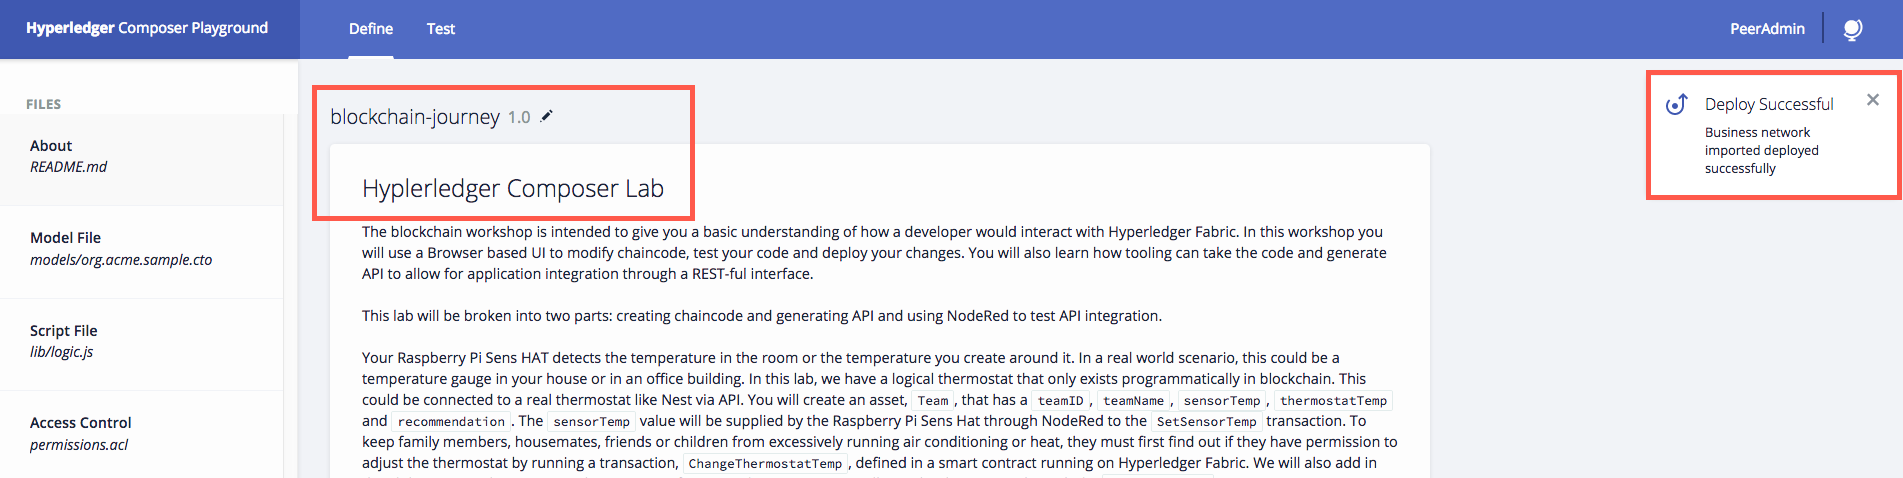 Hyperledger Composer Playground
Define
Test
PeerAdmin
FILES
About
README.md
Model File
models/org.acme.sample.cto
Script File
lib/logic.js
Access Control
permissions.acl
blockchain-journey 1.0
Hyplerledger Composer Lab
The blockchain workshop is intended to give you a basic understanding of how a developer would interact with Hyperledger Fabric. In this workshop you
will use a Browser based UI to modify chaincode, test your code and deploy your changes. You will also learn how tooling can take the code and generate
API to allow for application integration through a REST-ful interface.
This lab will be broken into two parts: creating chaincode and generating API and using NodeRed to test API integration.
Your Raspberry Pi Sens HAT detects the temperature in the room or the temperature you create around it. In a real world scenario, this could be a
temperature gauge in your house or in an office building. In this lab, we have a logical thermostat that only exists programmatically in blockchain. This
could be connected to a real thermostat like Nest via API. You will create an asset, Team , that has a teamID , teamName , sensorTemp , thermostatTemp
and recommendation . The sensorTemp value will be supplied by the Raspberry Pi Sens Hat through NodeRed to the SetSensorTemp transaction. To
keep family members, housemates, friends or children from excessively running air conditioning or heat, they must first find out if they have permission to
adjust the thermostat by running a transaction, ChangeThermostatTemp , defined in a smart contract running on Hyperledger Fabric. We will also add in
Deploy Successful
Business network
imported deployed
successfully